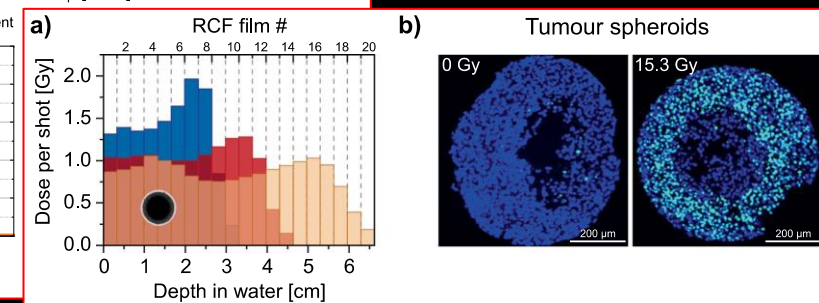 ent
a)
RCF film #
2 4 6 8 10 12 14 16 18 20
Dose per shot [Gy]
2.0
1.5
1.0
0.5
0.0
0 1 2 3 4 5 6
Depth in water [cm]
b)
Tumour spheroids
0 Gy
15.3 Gy
200 µm
200 µm